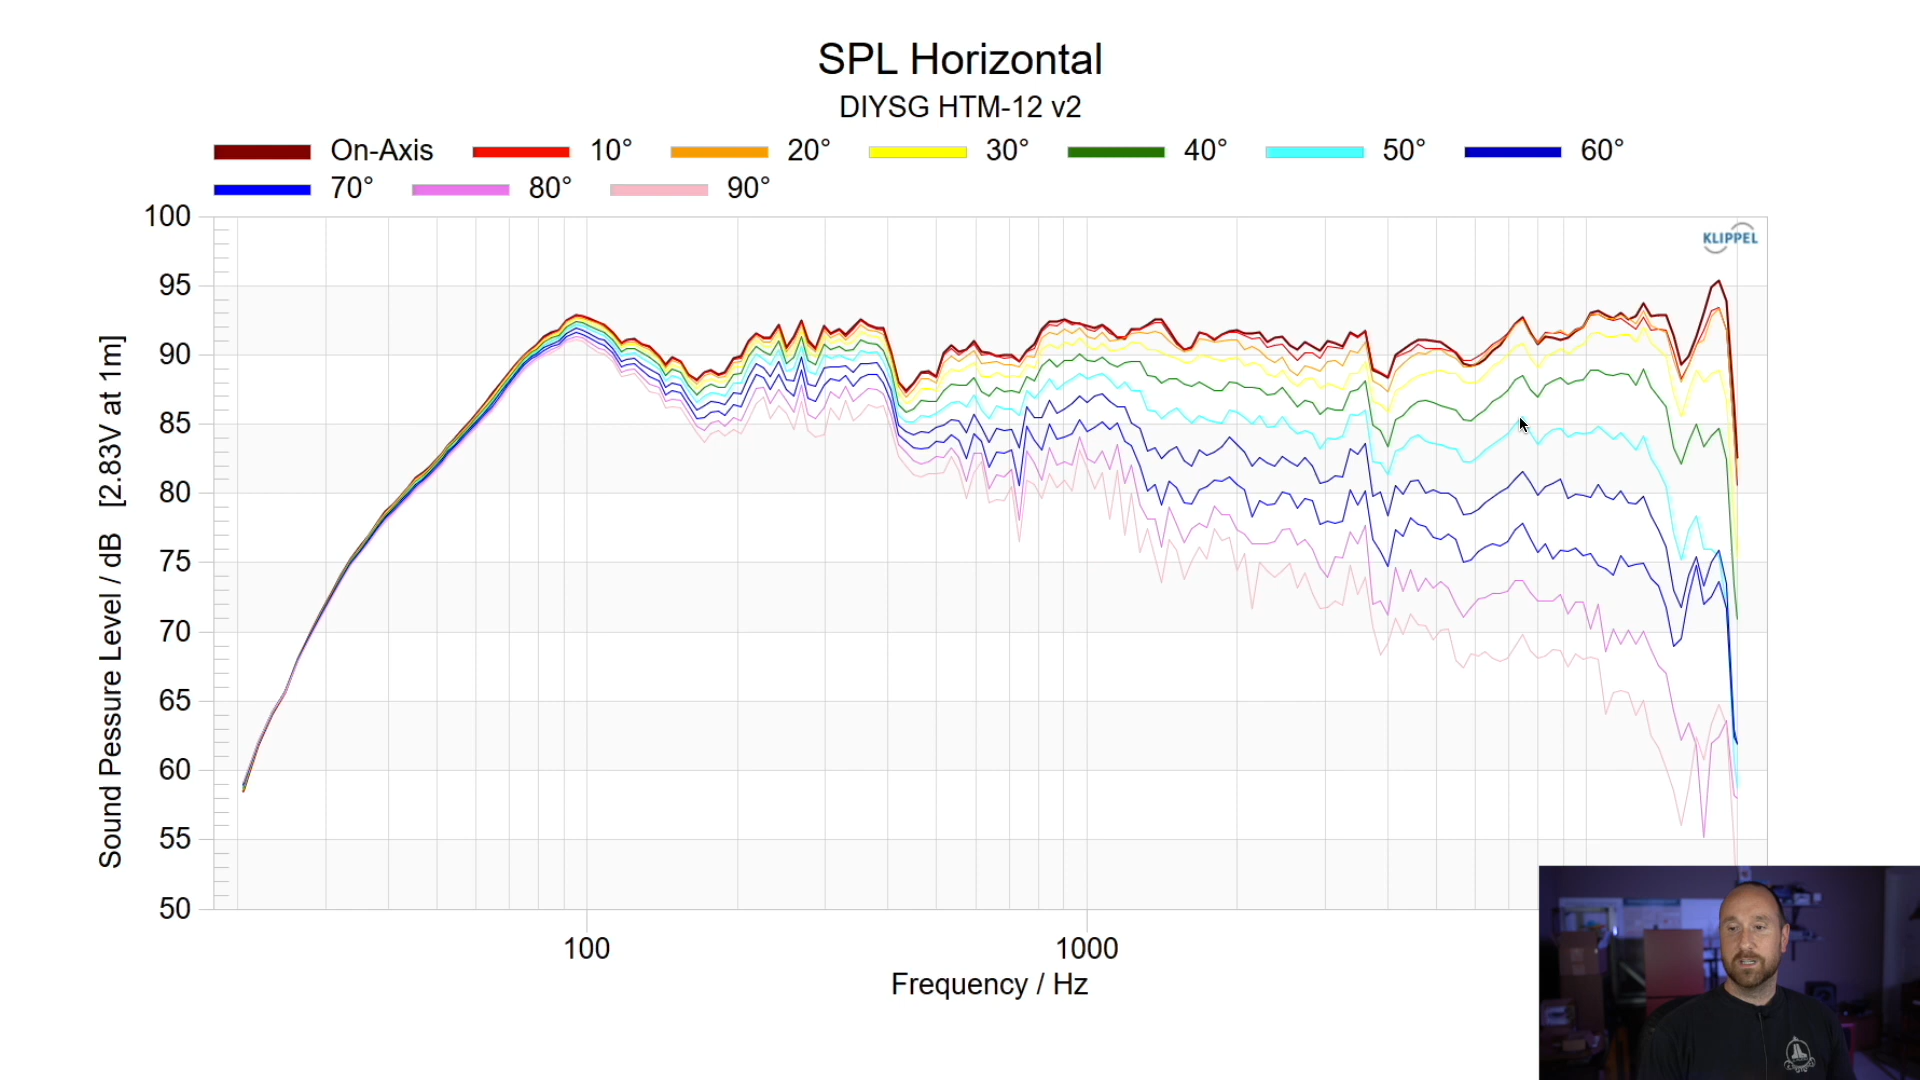 SPL Horizontal
DIYSG HTM-12 v2
On-Axis 10° 20° 30° 40° 50° 60°
70° 80° 90°
KLIPPEL
Sound Pessure Level / dB [2.83V at 1m]
100
95
90
85
80
75
70
65
60
55
50
100 1000
Frequency / Hz